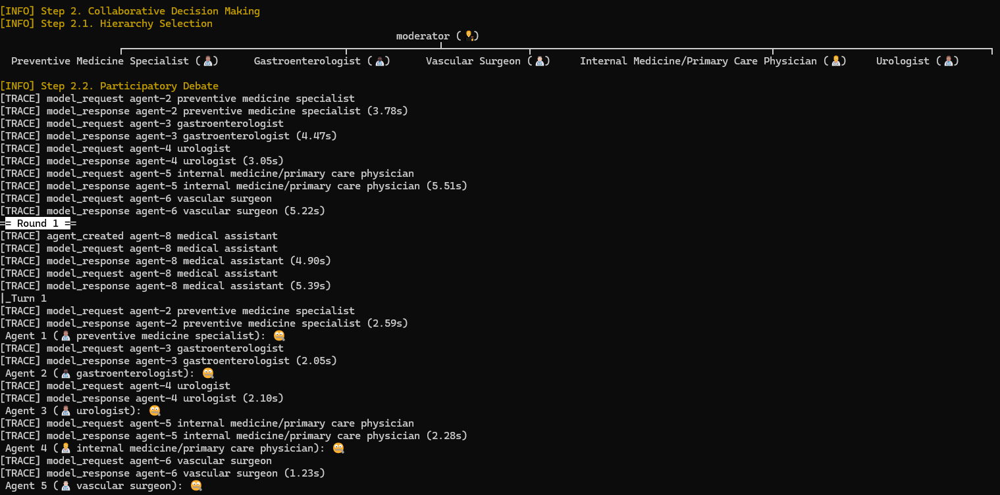 [INFO] Step 2. Collaborative Decision Making
[INFO] Step 2.1. Hierarchy Selection
moderator (👨‍⚖️)
Preventive Medicine Specialist (👨🏽‍⚕️) Gastroenterologist (👨🏿‍⚕️) Vascular Surgeon (👨🏻‍⚕️) Internal Medicine/Primary Care Physician (👨‍⚕️) Urologist (👨🏽‍⚕️)
[INFO] Step 2.2. Participatory Debate
[TRACE] model_request agent-2 preventive medicine specialist
[TRACE] model_response agent-2 preventive medicine specialist (3.78s)
[TRACE] model_request agent-3 gastroenterologist
[TRACE] model_response agent-3 gastroenterologist (4.47s)
[TRACE] model_request agent-4 urologist
[TRACE] model_response agent-4 urologist (3.05s)
[TRACE] model_request agent-5 internal medicine/primary care physician
[TRACE] model_response agent-5 internal medicine/primary care physician (5.51s)
[TRACE] model_request agent-6 vascular surgeon
[TRACE] model_response agent-6 vascular surgeon (5.22s)
== Round 1 ==
[TRACE] agent_created agent-8 medical assistant
[TRACE] model_request agent-8 medical assistant
[TRACE] model_response agent-8 medical assistant (4.90s)
[TRACE] model_request agent-8 medical assistant
[TRACE] model_response agent-8 medical assistant (5.39s)
|_Turn 1
[TRACE] model_request agent-2 preventive medicine specialist
[TRACE] model_response agent-2 preventive medicine specialist (2.59s)
Agent 1 (👨🏽‍⚕️ preventive medicine specialist): 🤐
[TRACE] model_request agent-3 gastroenterologist
[TRACE] model_response agent-3 gastroenterologist (2.05s)
Agent 2 (👨🏿‍⚕️ gastroenterologist): 🤐
[TRACE] model_request agent-4 urologist
[TRACE] model_response agent-4 urologist (2.10s)
Agent 3 (👨🏽‍⚕️ urologist): 🤐
[TRACE] model_request agent-5 internal medicine/primary care physician
[TRACE] model_response agent-5 internal medicine/primary care physician (2.28s)
Agent 4 (👨‍⚕️ internal medicine/primary care physician): 🤐
[TRACE] model_request agent-6 vascular surgeon
[TRACE] model_response agent-6 vascular surgeon (1.23s)
Agent 5 (👨🏻‍⚕️ vascular surgeon): 🤐